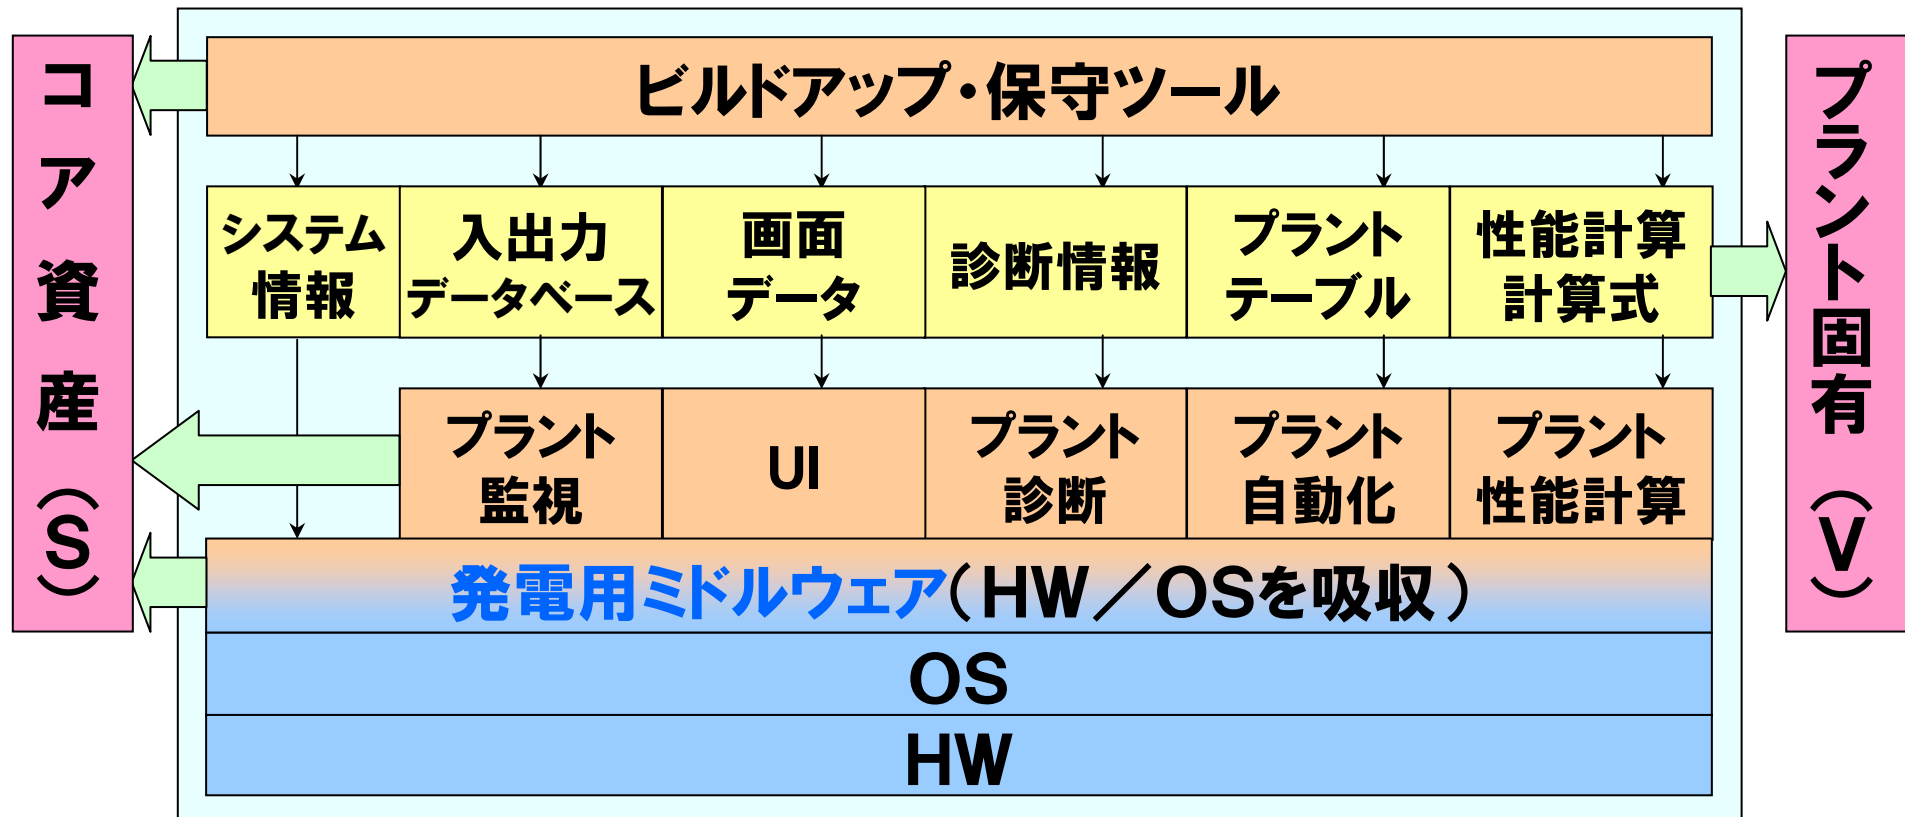 コア資産（S）
ビルドアップ・保守ツール
システム
情報
入出力
データベース
画面
データ
診断情報
プラント
テーブル
性能計算
計算式
プラント
監視
UI
プラント
診断
プラント
自動化
プラント
性能計算
発電用ミドルウェア（HW／OSを吸収）
OS
HW
プラント固有（V）